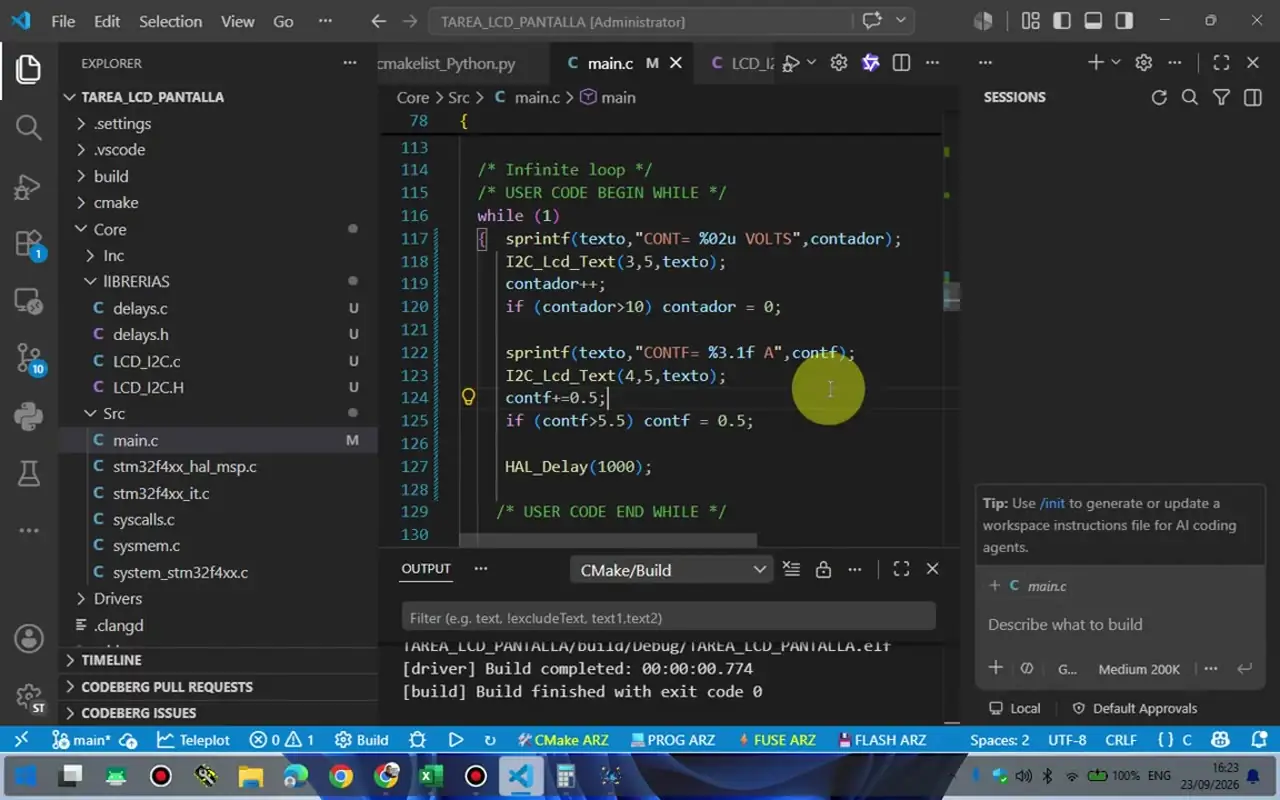 File Edit Selection View Go ··· TAREA_LCD_PANTALLA [Administrator]
EXPLORER
TAREA_LCD_PANTALLA
.settings
.vscode
build
cmake
Core
Inc
lIBRERIAS
delays.c U
delays.h U
LCD_I2C.c U
LCD_I2C.H U
Src
main.c M
stm32f4xx_hal_msp.c
stm32f4xx_it.c
syscalls.c
sysmem.c
system_stm32f4xx.c
Drivers
.clangd
TIMELINE
CODEBERG PULL REQUESTS
CODEBERG ISSUES
1
10
ST
cmakelist_Python.py C main.c M C LCD_I2
Core > Src > C main.c > main
78 {
113
114 /* Infinite loop */
115 /* USER CODE BEGIN WHILE */
116 while (1)
117 { sprintf(texto,"CONT= %02u VOLTS",contador);
118 I2C_Lcd_Text(3,5,texto);
119 contador++;
120 if (contador>10) contador = 0;
121
122 sprintf(texto,"CONTF= %3.1f A",contf);
123 I2C_Lcd_Text(4,5,texto);
124 contf+=0.5;
125 if (contf>5.5) contf = 0.5;
126
127 HAL_Delay(1000);
128
129 /* USER CODE END WHILE */
130
OUTPUT ··· CMake/Build
Filter (e.g. text, !excludeText, text1,text2)
TAREA_LCD_PANTALLA/build/Debug/TAREA_LCD_PANTALLA.elf
[driver] Build completed: 00:00:00.774
[build] Build finished with exit code 0
SESSIONS
Tip: Use /init to generate or update a
workspace instructions file for AI coding
agents.
C main.c
Describe what to build
G... Medium 200K
Local Default Approvals
main* Teleplot 0 1 Build CMake ARZ PROG ARZ FUSE ARZ FLASH ARZ Spaces: 2 UTF-8 CRLF { } C
100% ENG 16:23
23/09/2026